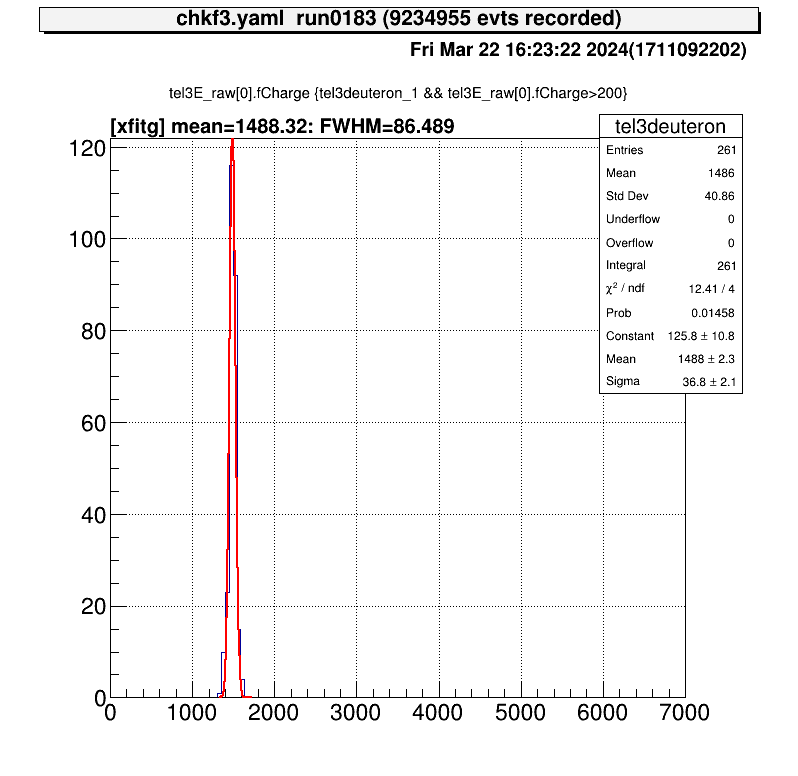 chkf3.yaml  run0183 (9234955 evts recorded)
Fri Mar 22 16:23:22 2024(1711092202)
tel3E_raw[0].fCharge {tel3deuteron_1 && tel3E_raw[0].fCharge>200}
[xfitg] mean=1488.32: FWHM=86.489
tel3deuteron
Entries 261
Mean 1486
Std Dev 40.86
Underflow 0
Overflow 0
Integral 261
χ² / ndf 12.41 / 4
Prob 0.01458
Constant 125.8 ± 10.8
Mean 1488 ± 2.3
Sigma 36.8 ± 2.1
120
100
80
60
40
20
0
0 1000 2000 3000 4000 5000 6000 7000